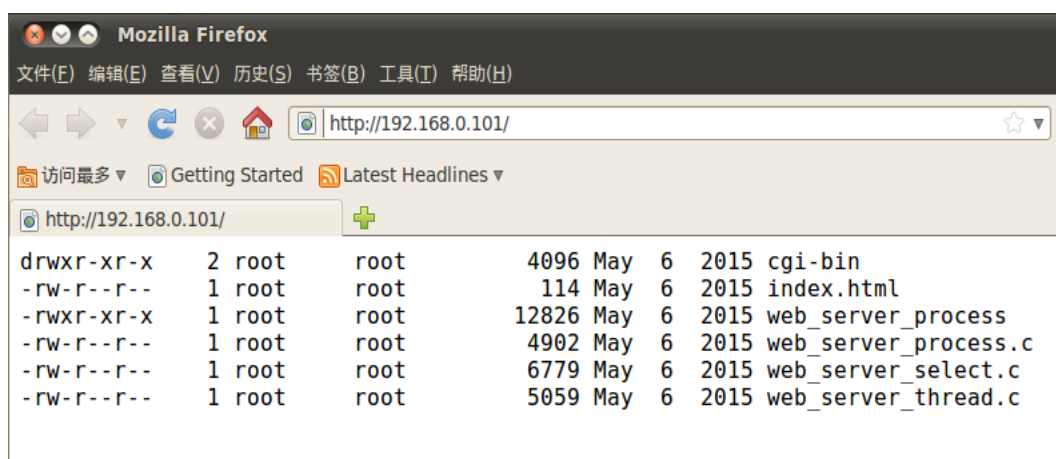 Mozilla Firefox
文件(F) 编辑(E) 查看(V) 历史(S) 书签(B) 工具(T) 帮助(H)
http://192.168.0.101/
访问最多 Getting Started Latest Headlines
http://192.168.0.101/
drwxr-xr-x 2 root root 4096 May 6 2015 cgi-bin
-rw-r--r-- 1 root root 114 May 6 2015 index.html
-rwxr-xr-x 1 root root 12826 May 6 2015 web_server_process
-rw-r--r-- 1 root root 4902 May 6 2015 web_server_process.c
-rw-r--r-- 1 root root 6779 May 6 2015 web_server_select.c
-rw-r--r-- 1 root root 5059 May 6 2015 web_server_thread.c